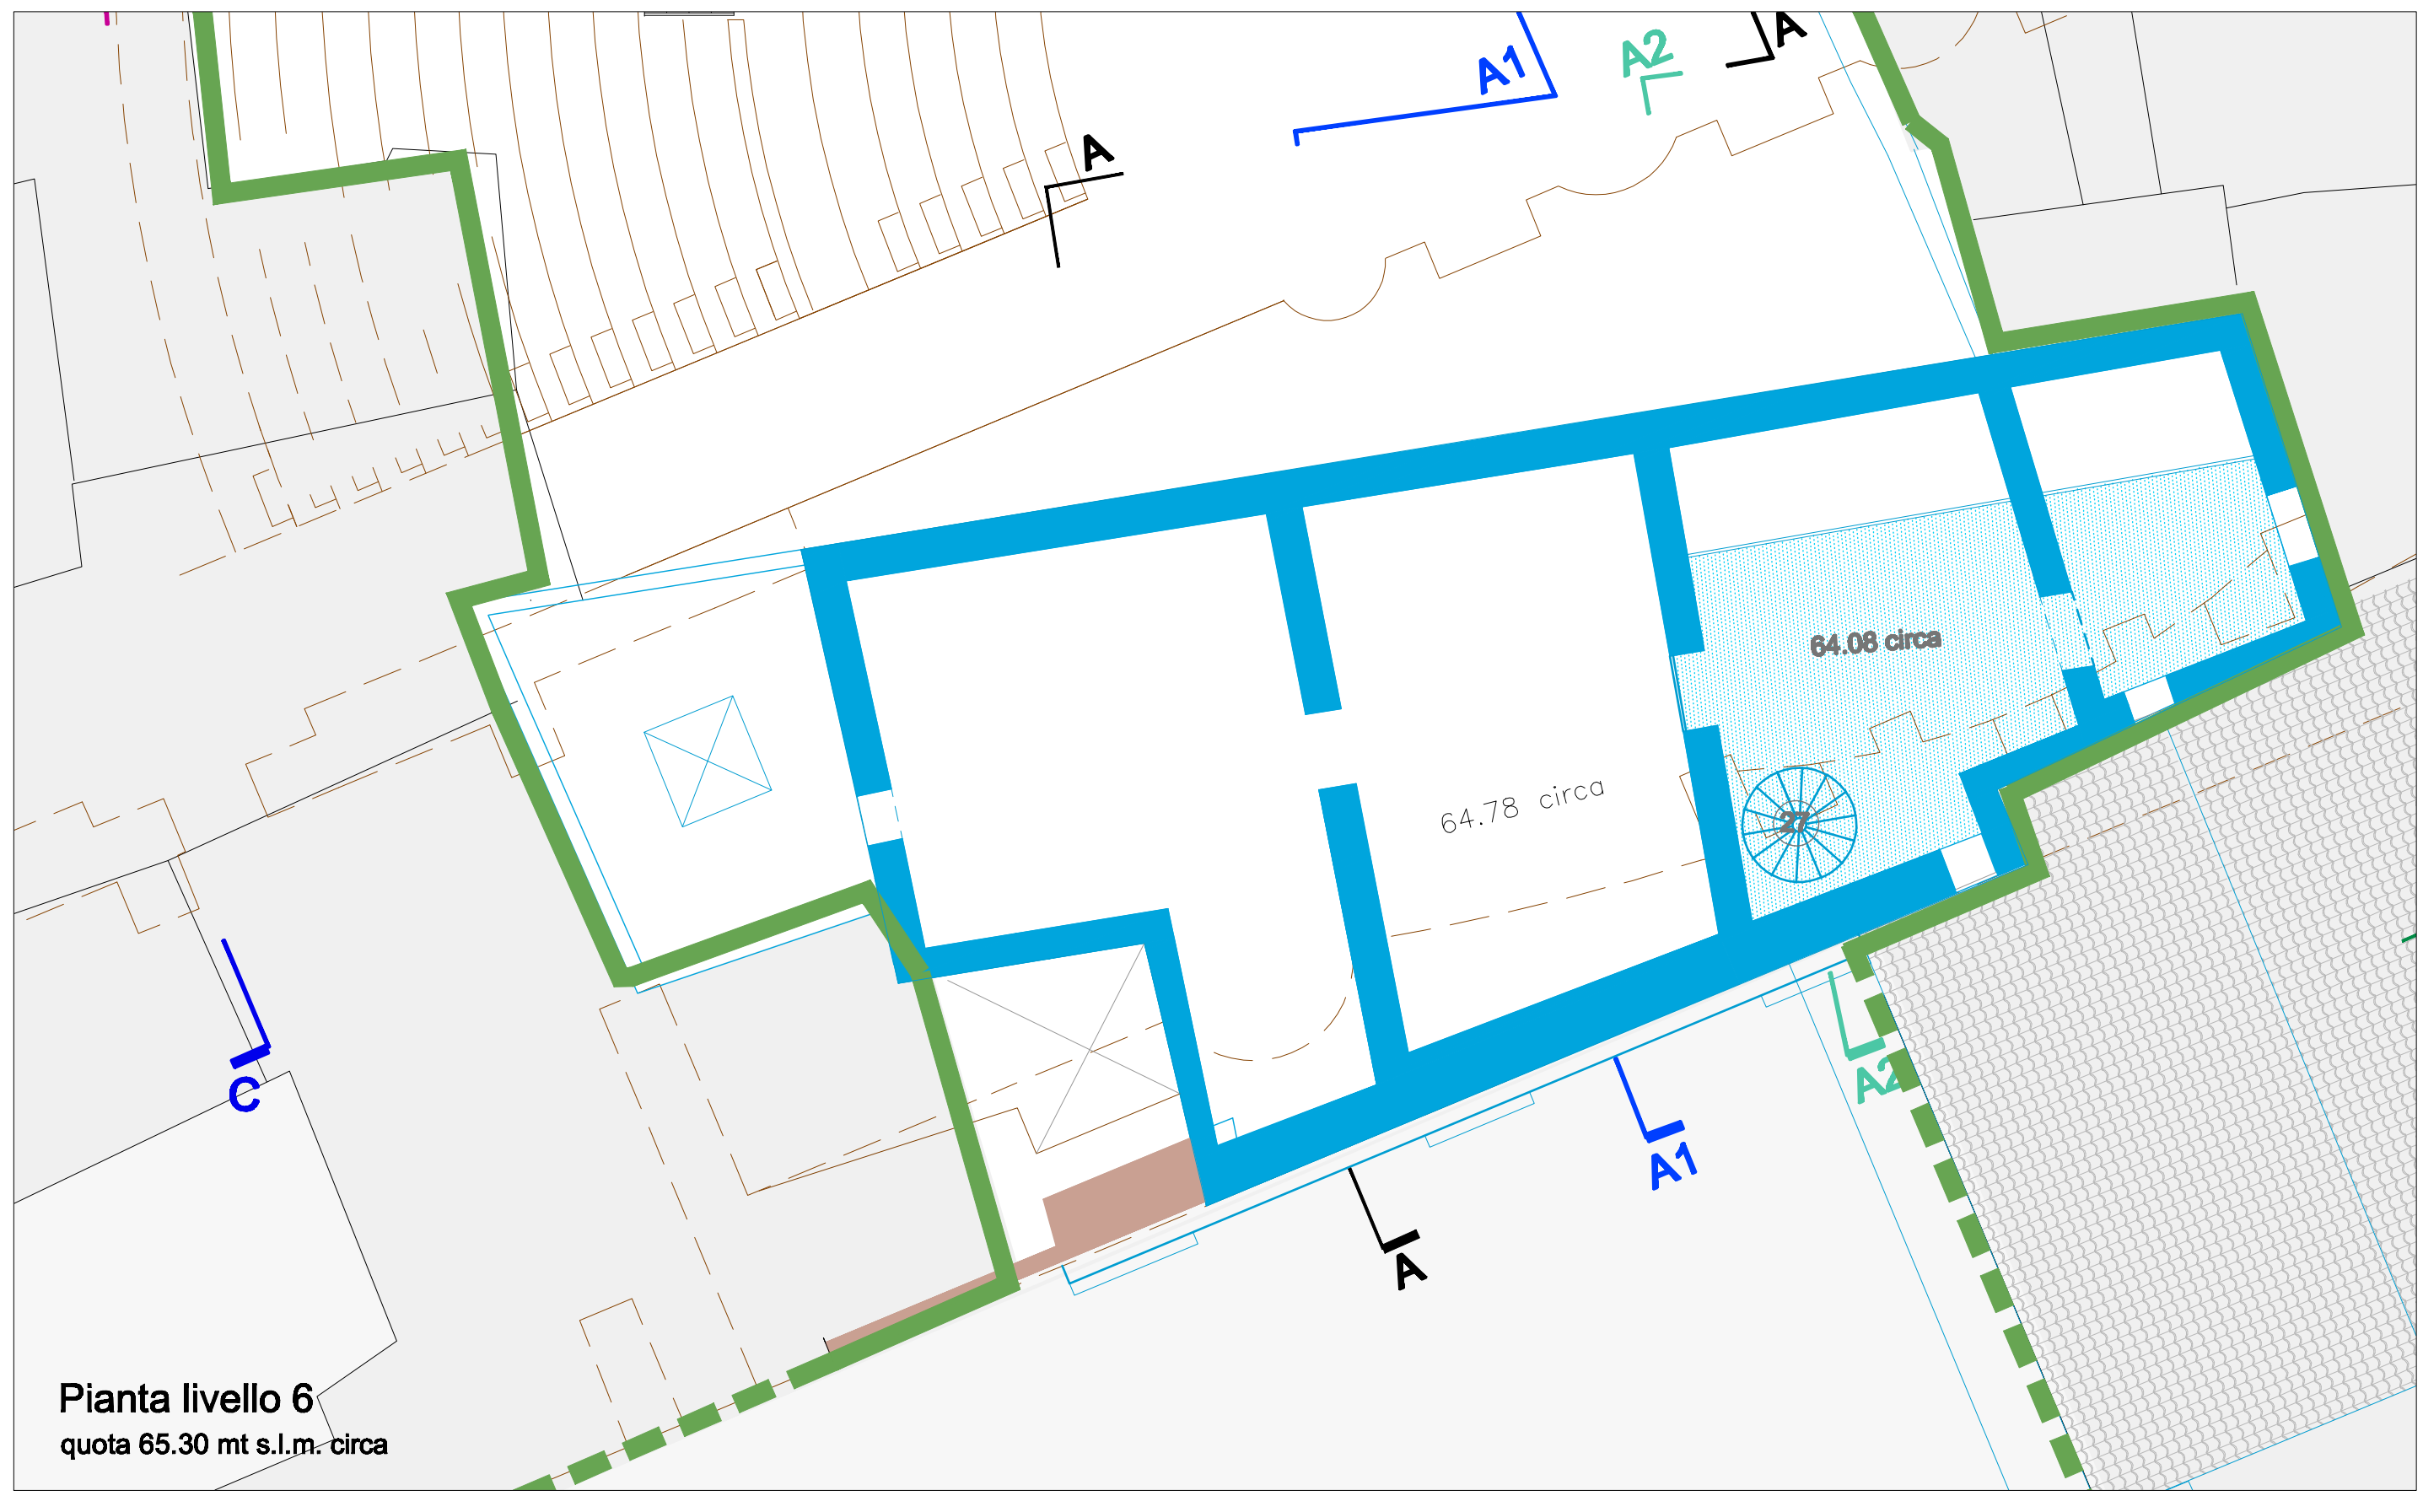 A1
A2
A
A
64.08 circa
64.78 circa
27
C
A2
A1
A
Pianta livello 6
quota 65.30 mt s.l.m. circa